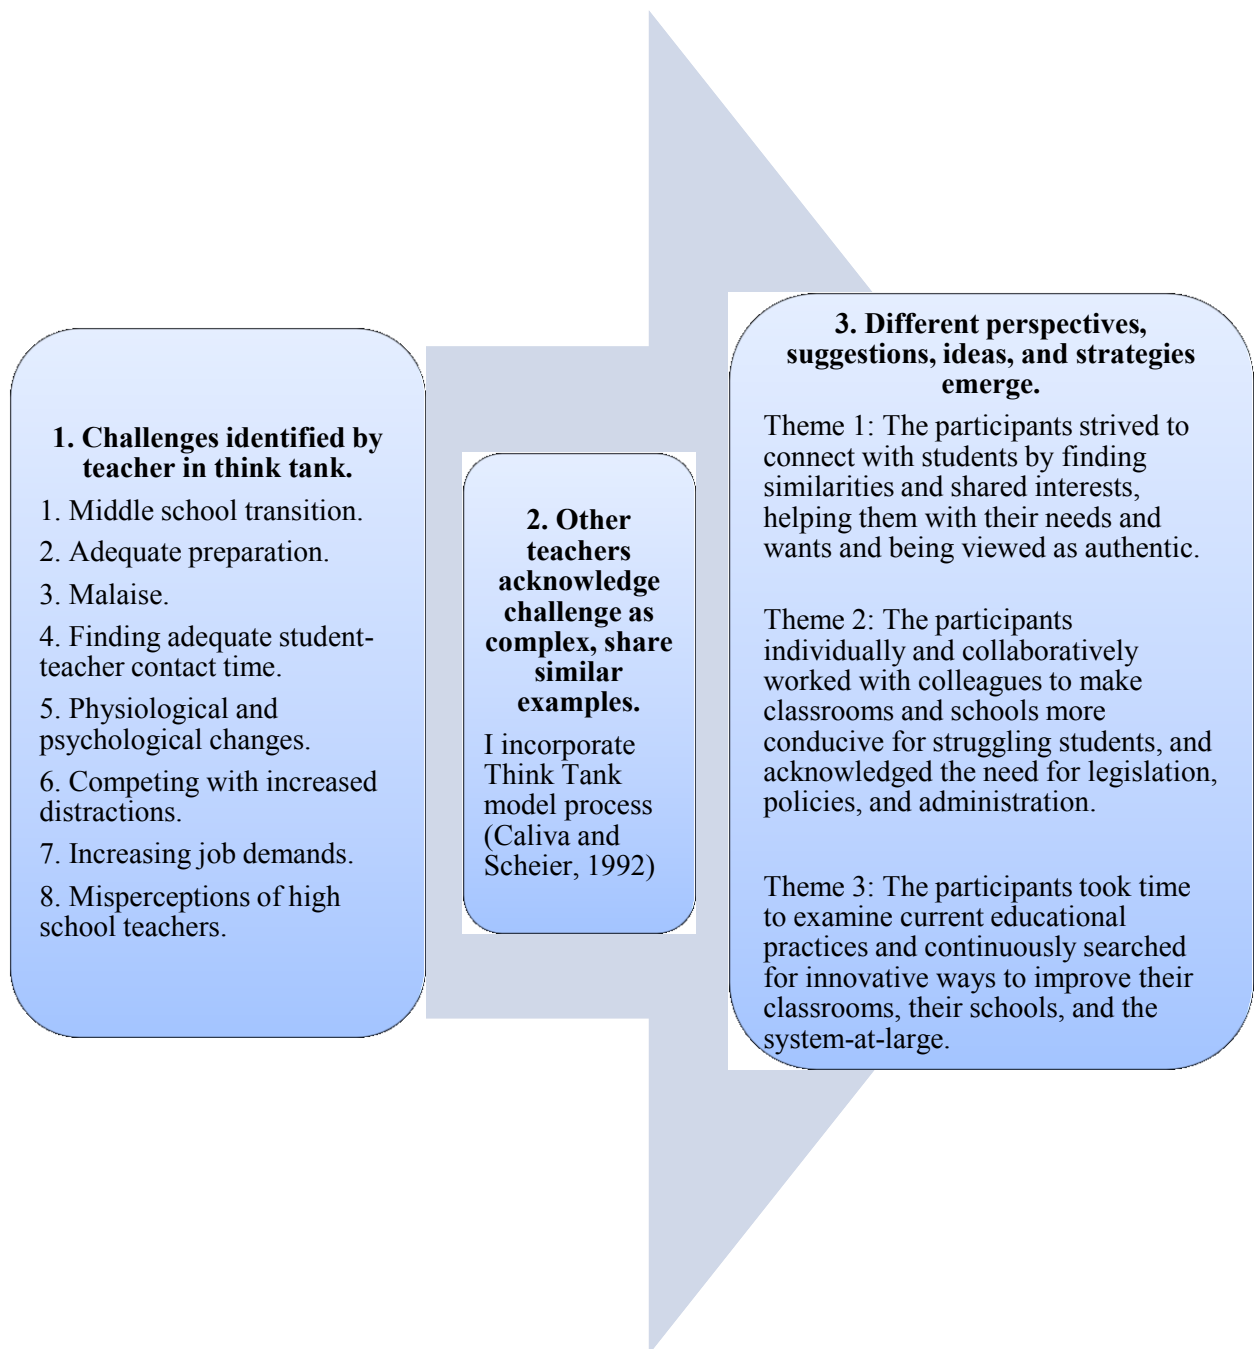 1. Challenges identified by
teacher in think tank.
1. Middle school transition.
2. Adequate preparation.
3. Malaise.
4. Finding adequate student-
teacher contact time.
5. Physiological and
psychological changes.
6. Competing with increased
distractions.
7. Increasing job demands.
8. Misperceptions of high
school teachers.
2. Other
teachers
acknowledge
challenge as
complex, share
similar
examples.
I incorporate
Think Tank
model process
(Caliva and
Scheier, 1992)
3. Different perspectives,
suggestions, ideas, and strategies
emerge.
Theme 1: The participants strived to
connect with students by finding
similarities and shared interests,
helping them with their needs and
wants and being viewed as authentic.
Theme 2: The participants
individually and collaboratively
worked with colleagues to make
classrooms and schools more
conducive for struggling students, and
acknowledged the need for legislation,
policies, and administration.
Theme 3: The participants took time
to examine current educational
practices and continuously searched
for innovative ways to improve their
classrooms, their schools, and the
system-at-large.